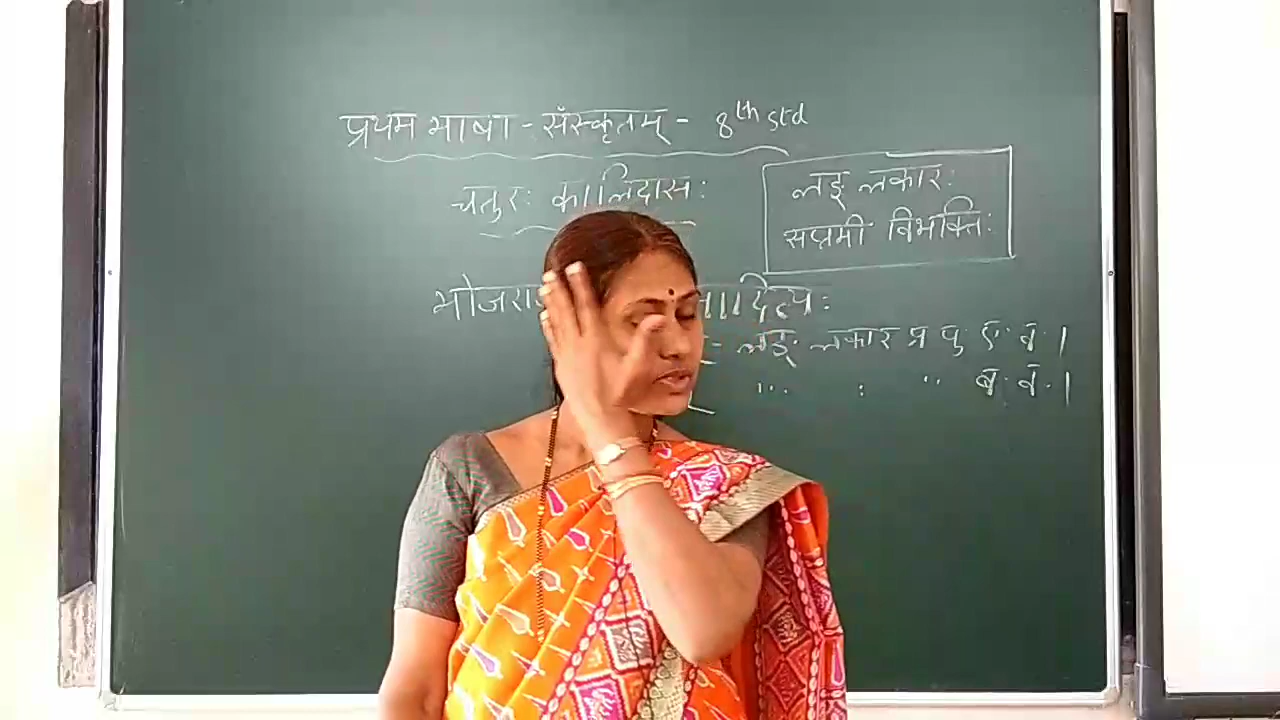 प्रथम भाषा - संस्कृतम् - 8th std
चतुरः कालिदासः
लङ् लकारः
सप्तमी विभक्तिः
लङ् लकार प्र पु ए. व. |
ब. व. |